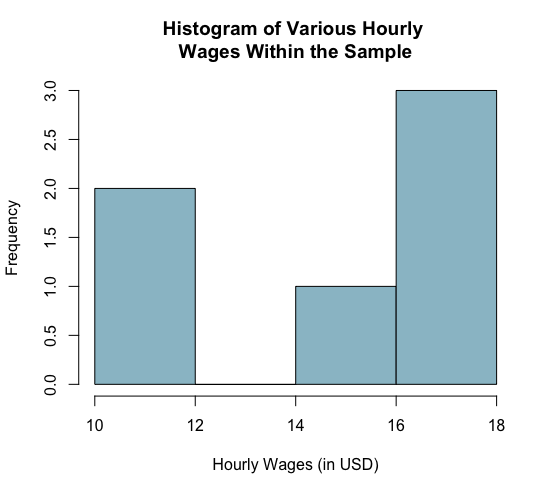 Histogram of Various Hourly
Wages Within the Sample
Frequency
3.0
2.5
2.0
1.5
1.0
0.5
0.0
10 12 14 16 18
Hourly Wages (in USD)